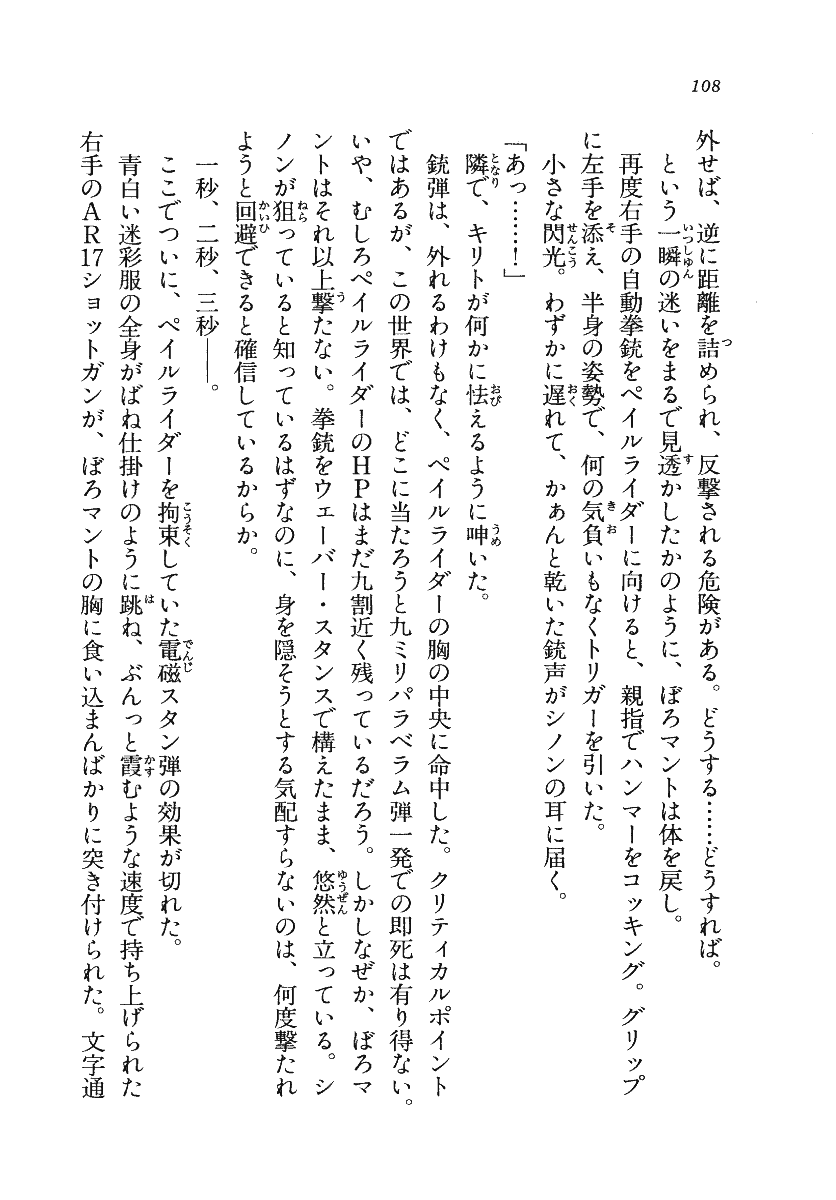 108
外せば、逆に距離を詰められ、反撃される危険がある。どうする……どうすれば。
という一瞬の迷いをまるで見透かしたかのように、ぼろマントは体を戻し。
再度右手の自動拳銃をペイルライダーに向けると、親指でハンマーをコッキング。グリップ
に左手を添え、半身の姿勢で、何の気負いもなくトリガーを引いた。
小さな閃光。わずかに遅れて、かぁんと乾いた銃声がシノンの耳に届く。
「あっ……！」
隣で、キリトが何かに怯えるように呻いた。
銃弾は、外れるわけもなく、ペイルライダーの胸の中央に命中した。クリティカルポイント
ではあるが、この世界では、どこに当たろうと九ミリパラベラム弾一発での即死は有り得ない。
いや、むしろペイルライダーのHPはまだ九割近く残っているだろう。しかしなぜか、ぼろマ
ントはそれ以上撃たない。拳銃をウェーバー・スタンスで構えたまま、悠然と立っている。シ
ノンが狙っていると知っているはずなのに、身を隠そうとする気配すらないのは、何度撃たれ
ようと回避できると確信しているからか。
一秒、二秒、三秒――。
ここでついに、ペイルライダーを拘束していた電磁スタン弾の効果が切れた。
青白い迷彩服の全身がばね仕掛けのように跳ね、ぶんっと霞むような速度で持ち上げられた
右手のAR17ショットガンが、ぼろマントの胸に食い込まんばかりに突き付けられた。文字通